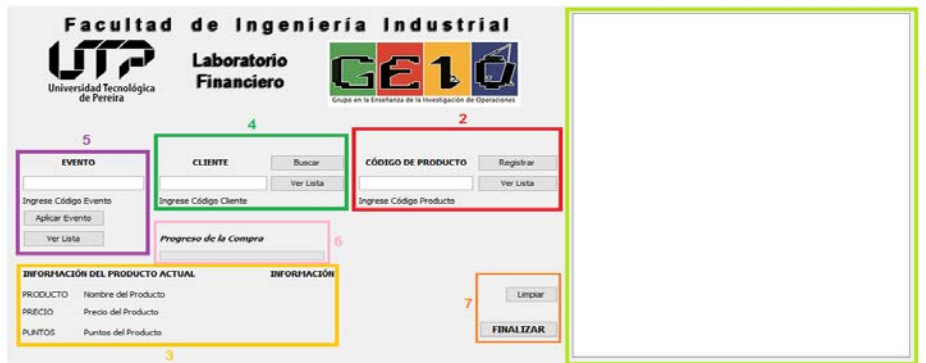 Facultad de Ingeniería Industrial
UTP
Universidad Tecnológica
de Pereira
Laboratorio
Financiero
GEIO
Grupo en la Enseñanza de la Investigación de Operaciones
5
EVENTO
Ingrese Código Evento
Aplicar Evento
Ver Lista
4
CLIENTE
Buscar
Ver Lista
Ingrese Código Cliente
2
CÓDIGO DE PRODUCTO
Registrar
Ver Lista
Ingrese Código Producto
Progreso de la Compra
6
INFORMACIÓN DEL PRODUCTO ACTUAL INFORMACIÓN
PRODUCTO Nombre del Producto
PRECIO Precio del Producto
PUNTOS Puntos del Producto
3
7
Limpiar
FINALIZAR